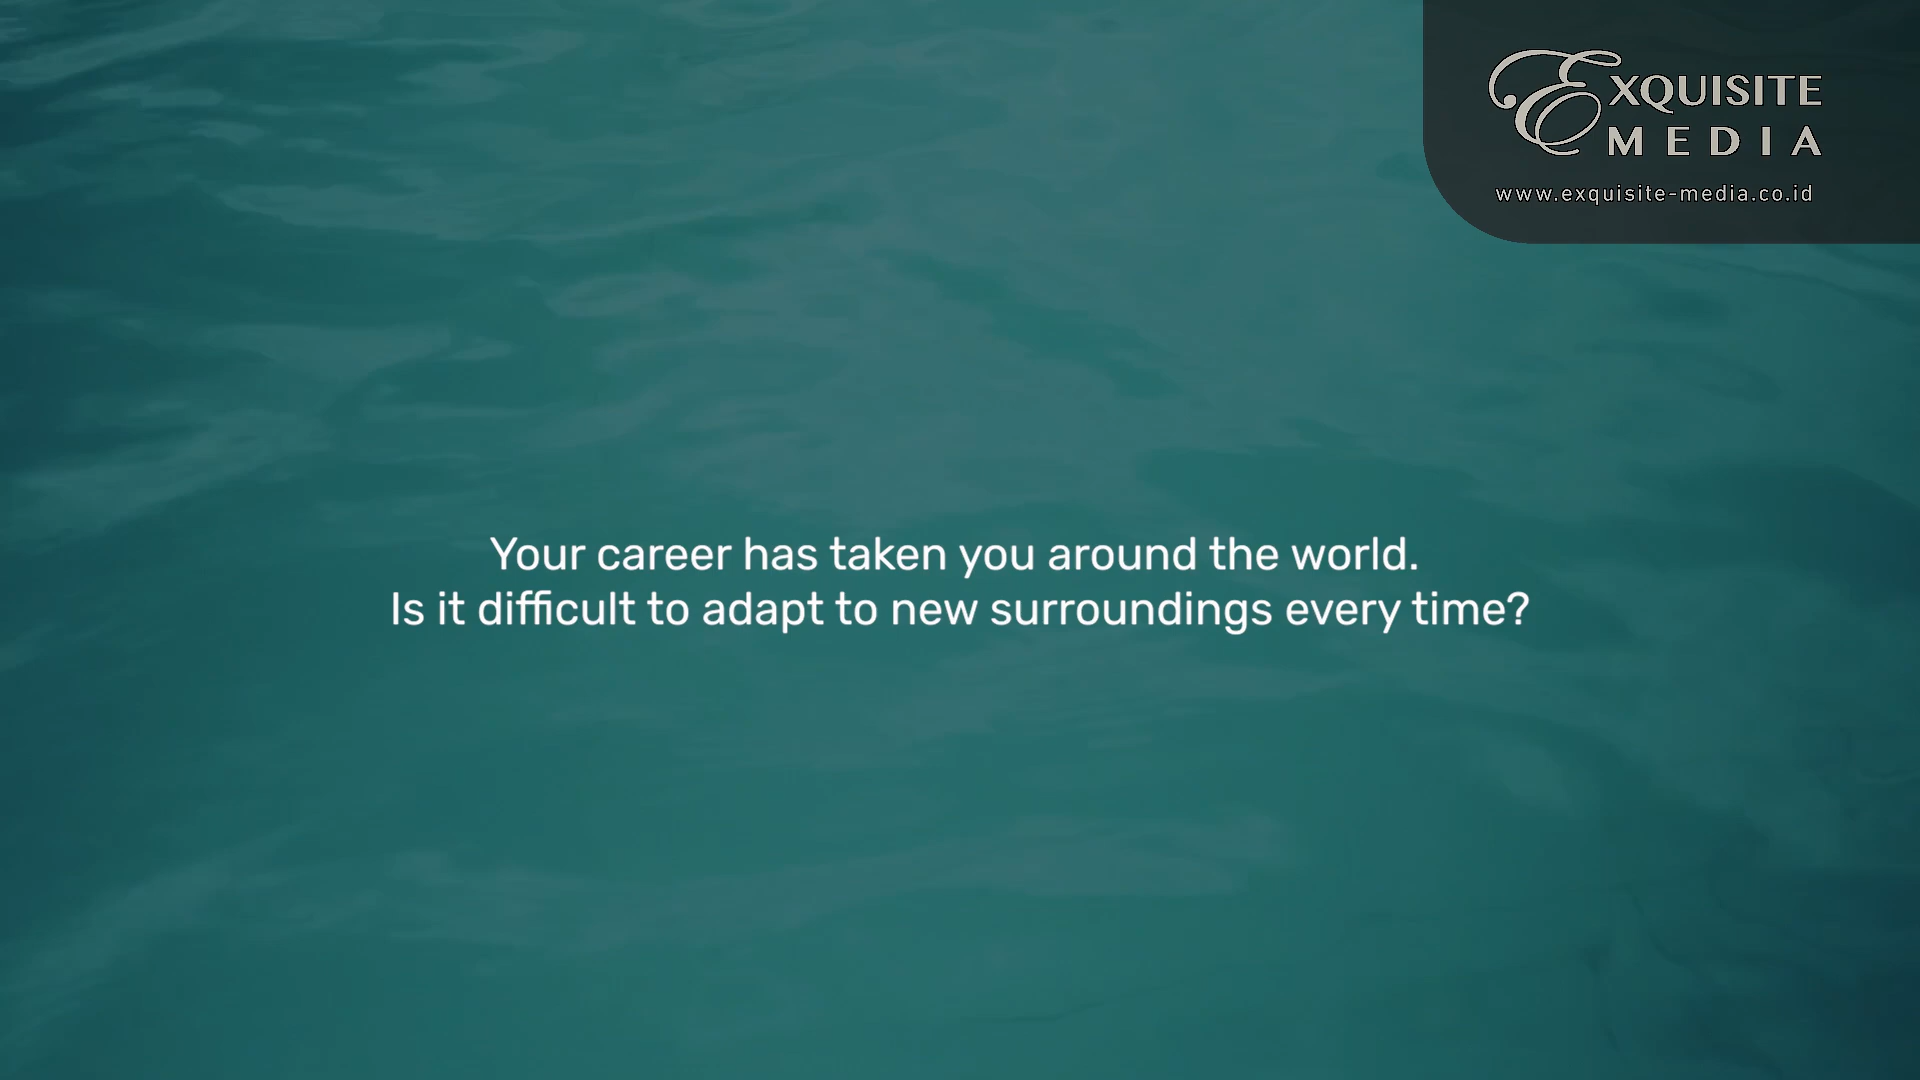 EXQUISITE
MEDIA
www.exquisite-media.co.id
Your career has taken you around the world.
Is it difficult to adapt to new surroundings every time?